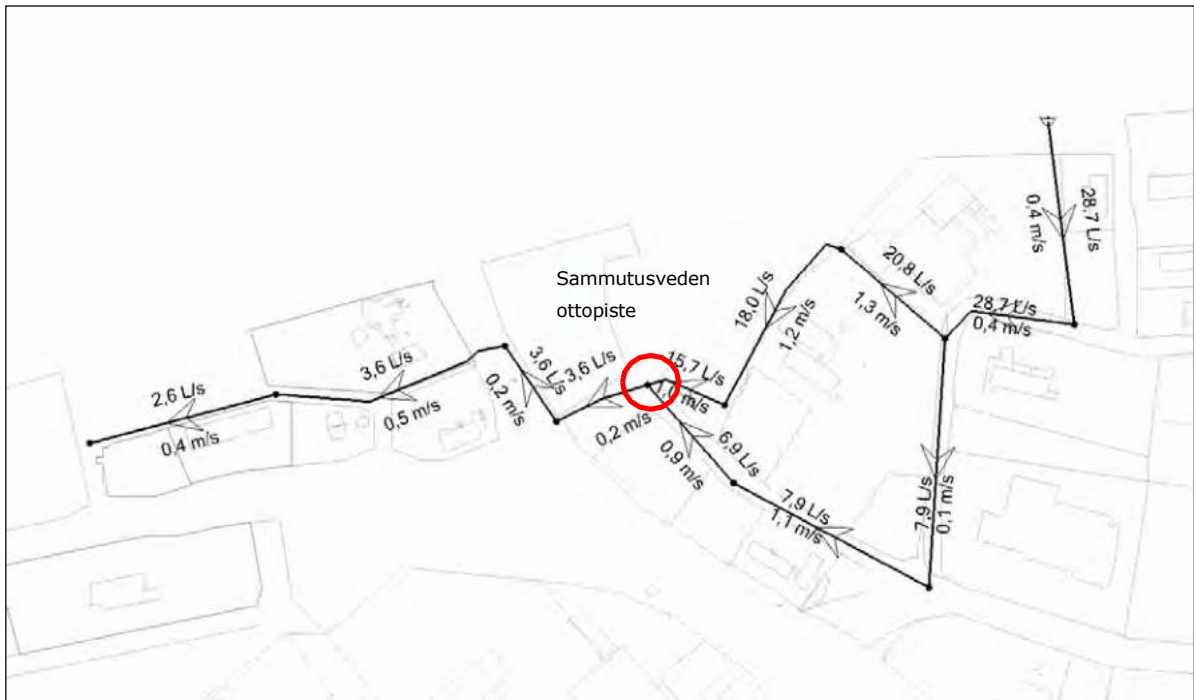 28,7 L/s
0,4 m/s
20,8 L/s
1,3 m/s
28,7 L/s
0,4 m/s
Sammutusveden
ottopiste
18,0 L/s
1,2 m/s
15,7 L/s
m/s
3,6 L/s
0,2 m/s
3,6 L/s
0,2 m/s
3,6 L/s
0,5 m/s
2,6 L/s
0,4 m/s
6,9 L/s
0,9 m/s
7,9 L/s
1,1 m/s
7,9 L/s
0,1 m/s